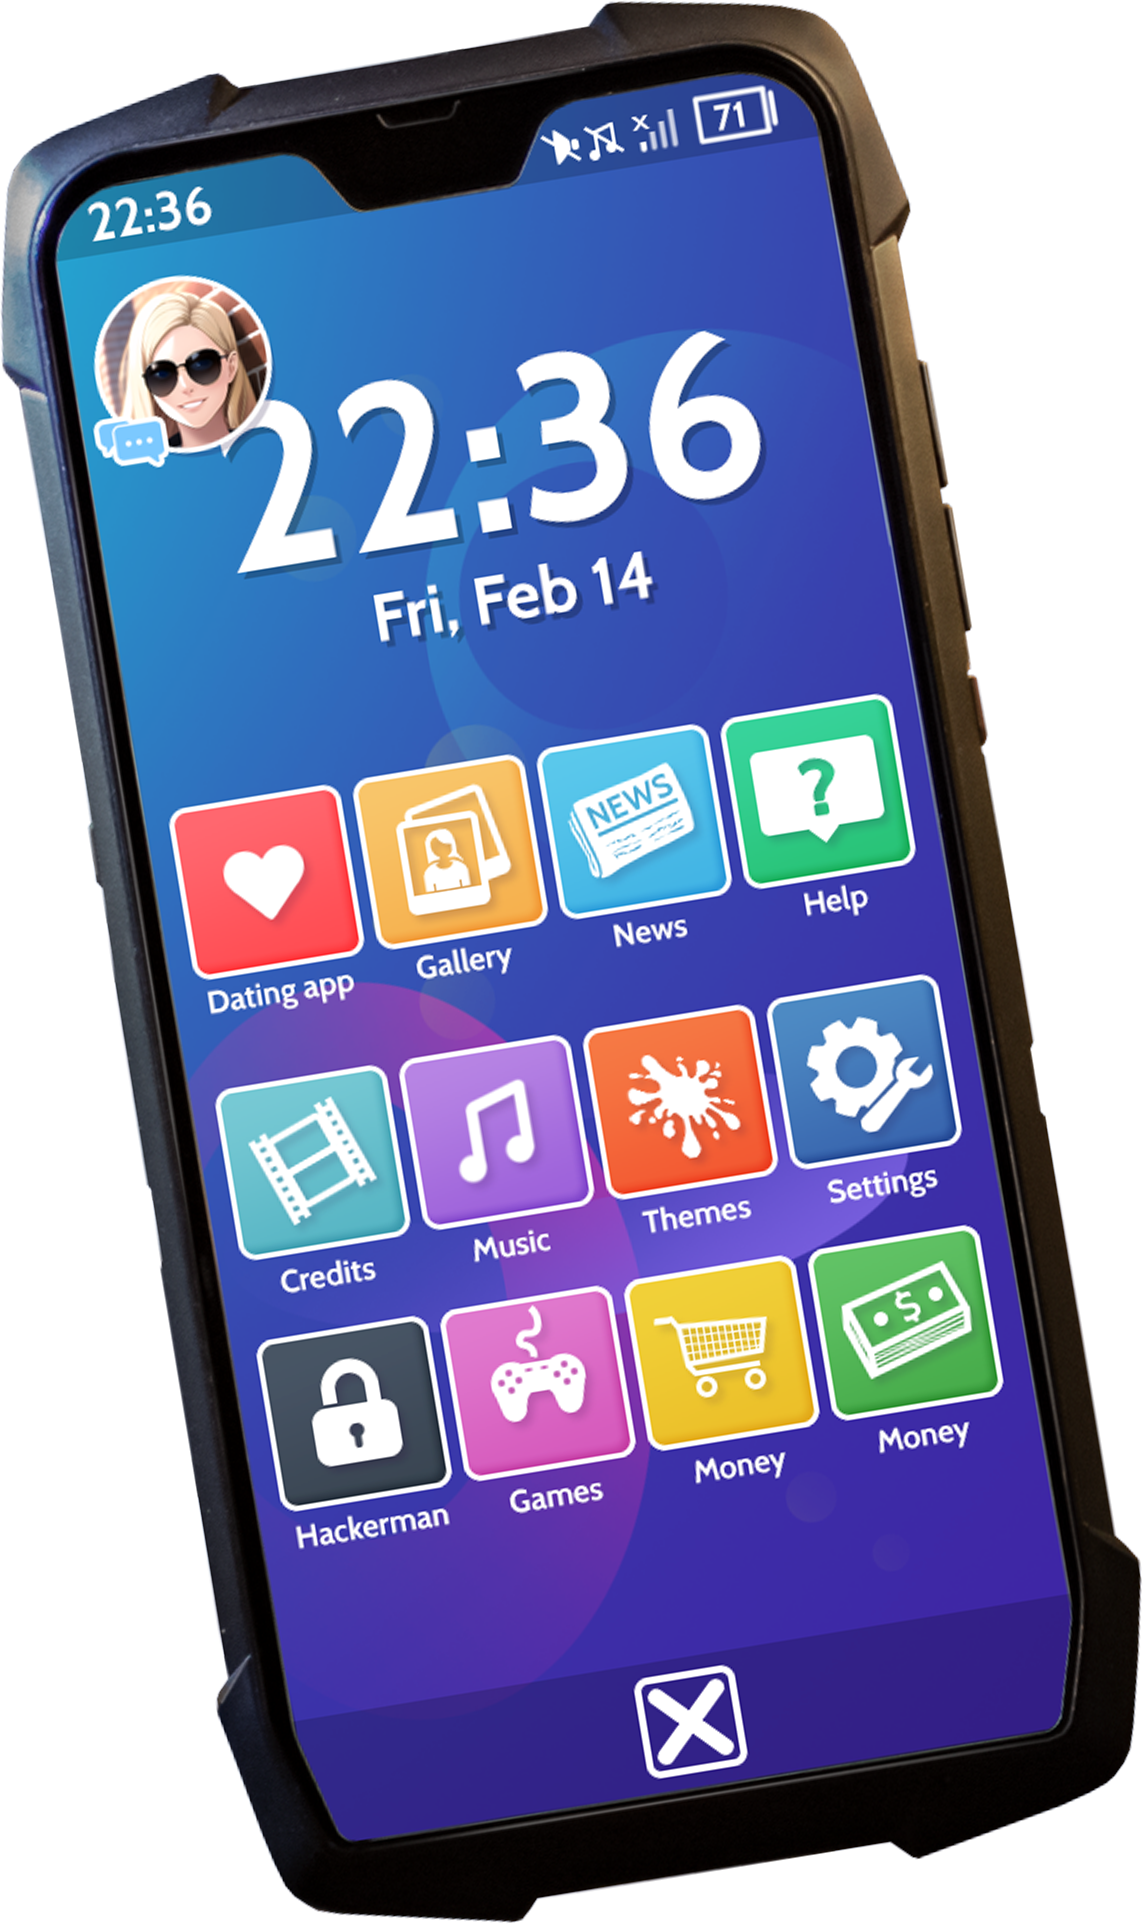 22:36
x
71
22:36
Fri, Feb 14
NEWS
?
Dating app
Gallery
News
Help
Credits
Music
Themes
Settings
$
Hackerman
Games
Money
Money